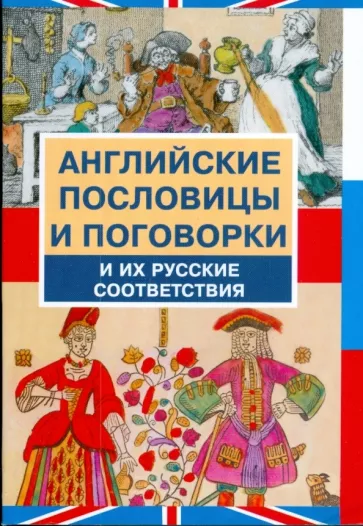 АНГЛИЙСКИЕ
ПОСЛОВИЦЫ
И ПОГОВОРКИ
И ИХ РУССКИЕ
СООТВЕТСТВИЯ